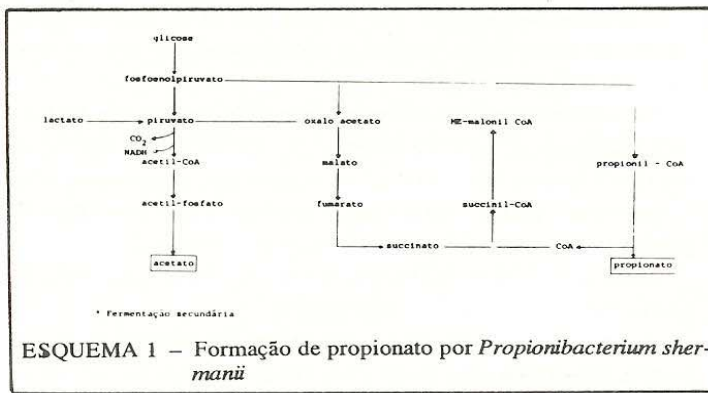 glicose
fosfoenolpiruvato
lactato piruvato oxalo acetato ME-malonil CoA
CO2
NADH
acetil-CoA malato propionil - CoA
acetil-fosfato fumarato succinil-CoA
succinato CoA
acetato propionato
* Fermentação secundária
ESQUEMA 1 – Formação de propionato por Propionibacterium sher-
manii